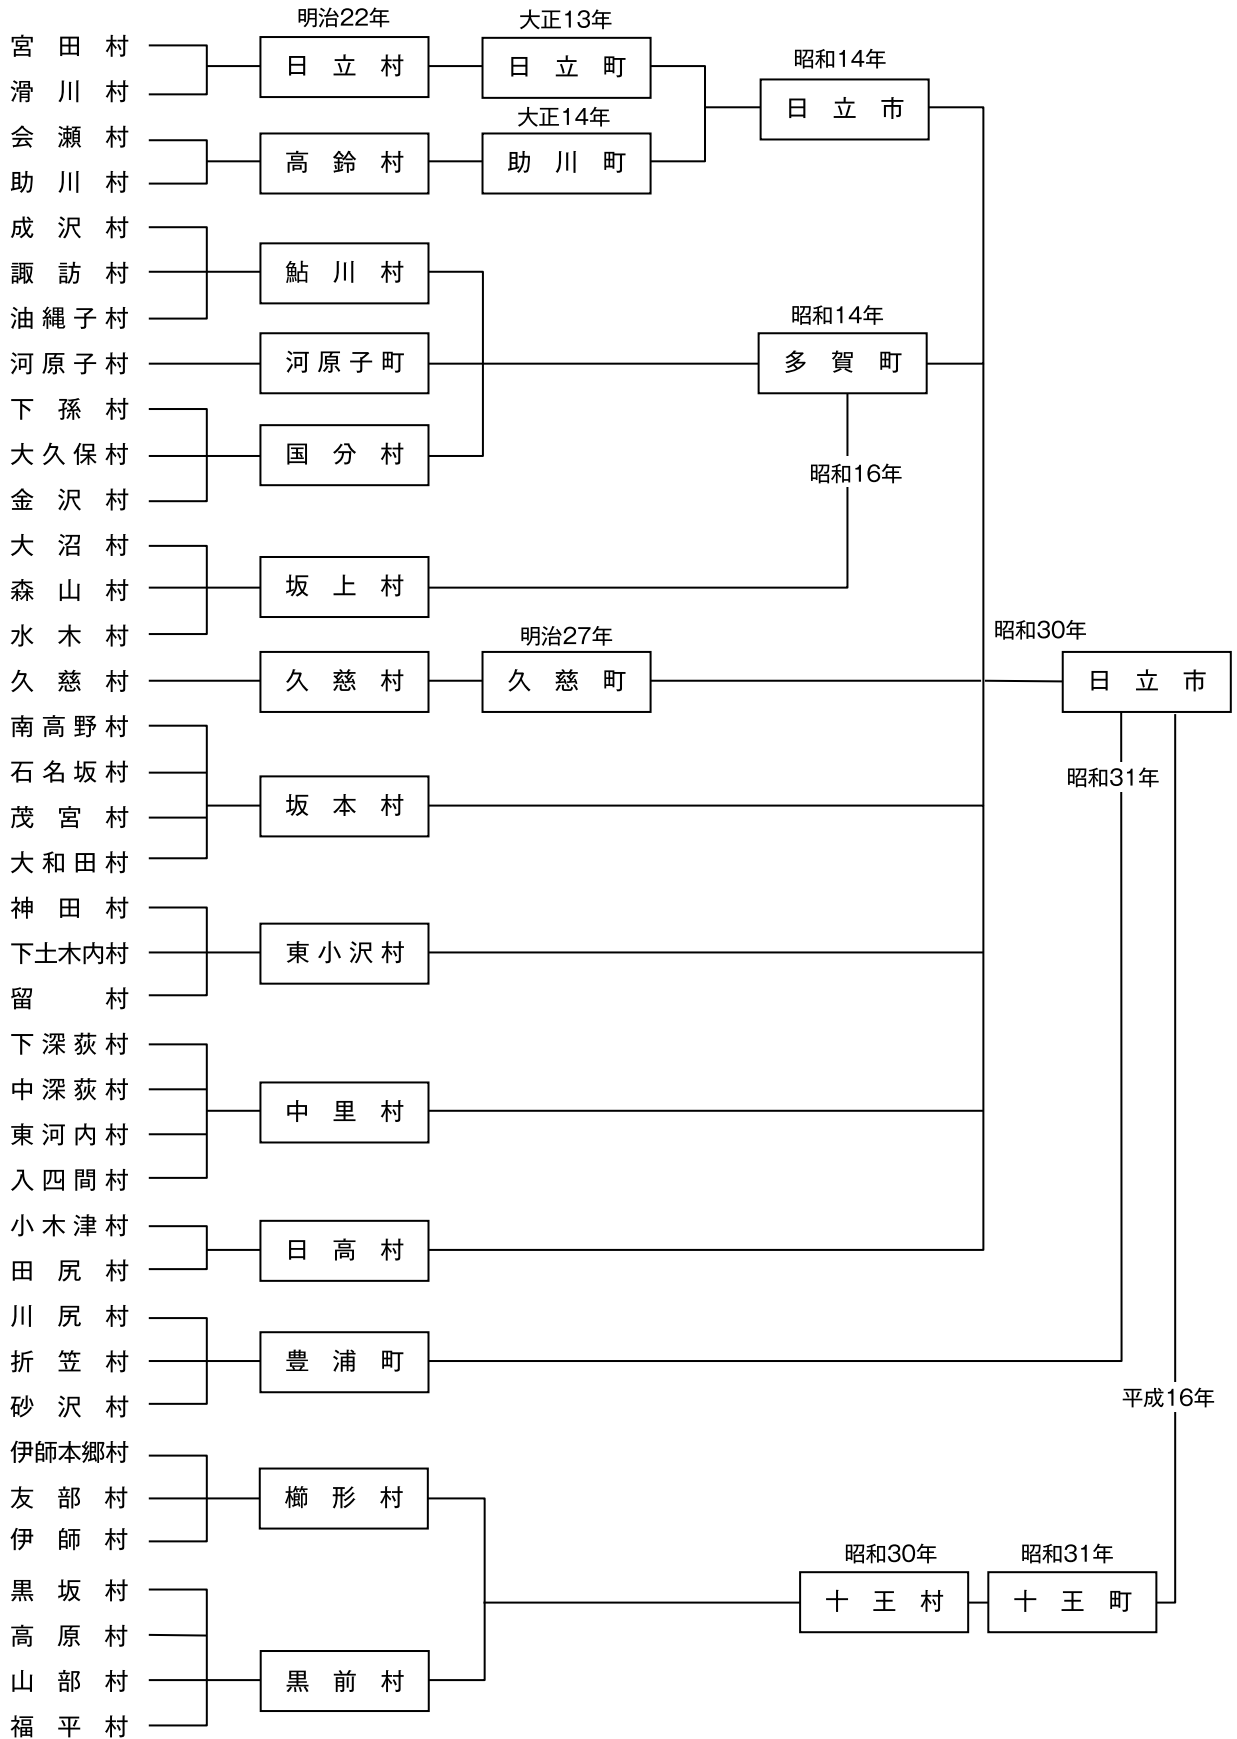 明治22年
大正13年
宮田村
日立村
日立町
昭和14年
滑川村
日立市
大正14年
会瀬村
高鈴村
助川町
助川村
成沢村
諏訪村
鮎川村
油縄子村
昭和14年
河原子村
河原子町
多賀町
下孫村
大久保村
国分村
昭和16年
金沢村
大沼村
森山村
坂上村
水木村
明治27年
昭和30年
久慈村
久慈村
久慈町
日立市
南高野村
石名坂村
昭和31年
坂本村
茂宮村
大和田村
神田村
下土木内村
東小沢村
留村
下深荻村
中深荻村
中里村
東河内村
入四間村
小木津村
日高村
田尻村
川尻村
折笠村
豊浦町
砂沢村
平成16年
伊師本郷村
友部村
櫛形村
伊師村
昭和30年
昭和31年
黒坂村
十王村
十王町
高原村
山部村
黒前村
福平村